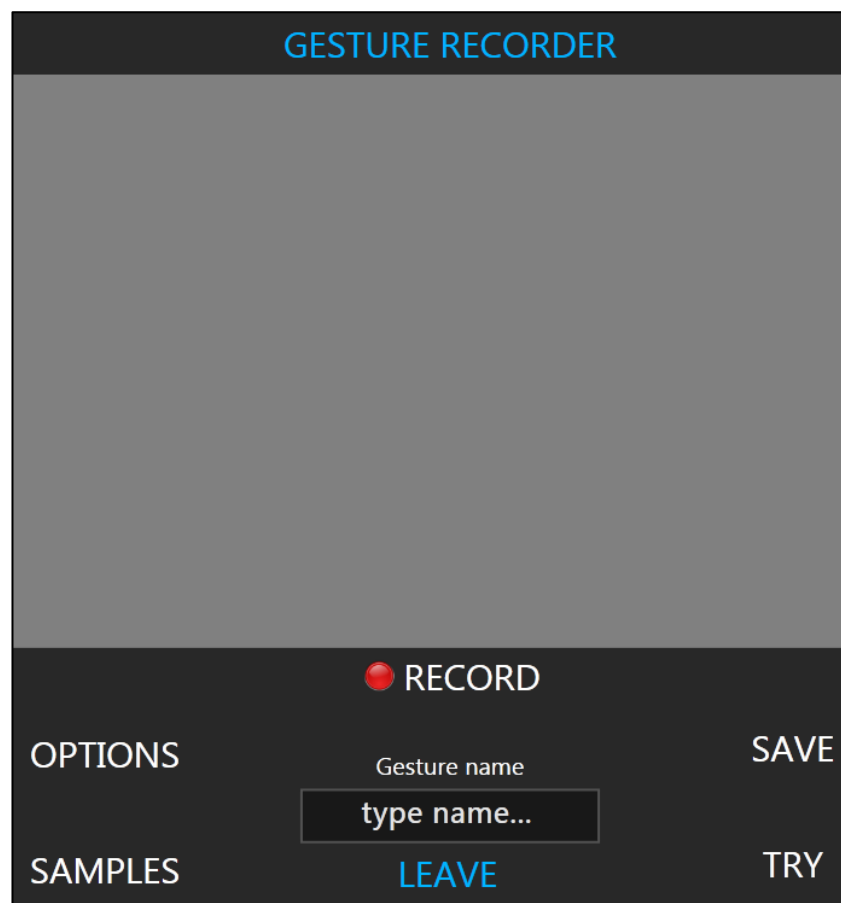 GESTURE RECORDER
RECORD
OPTIONS
SAVE
Gesture name
type name...
SAMPLES
LEAVE
TRY